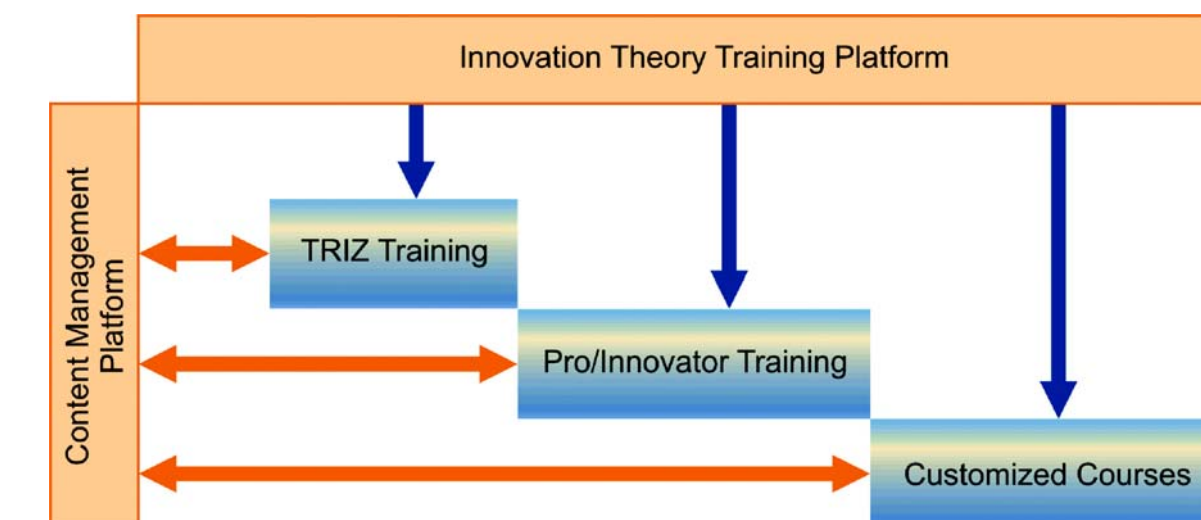 Innovation Theory Training Platform
Content Management
Platform
TRIZ Training
Pro/Innovator Training
Customized Courses